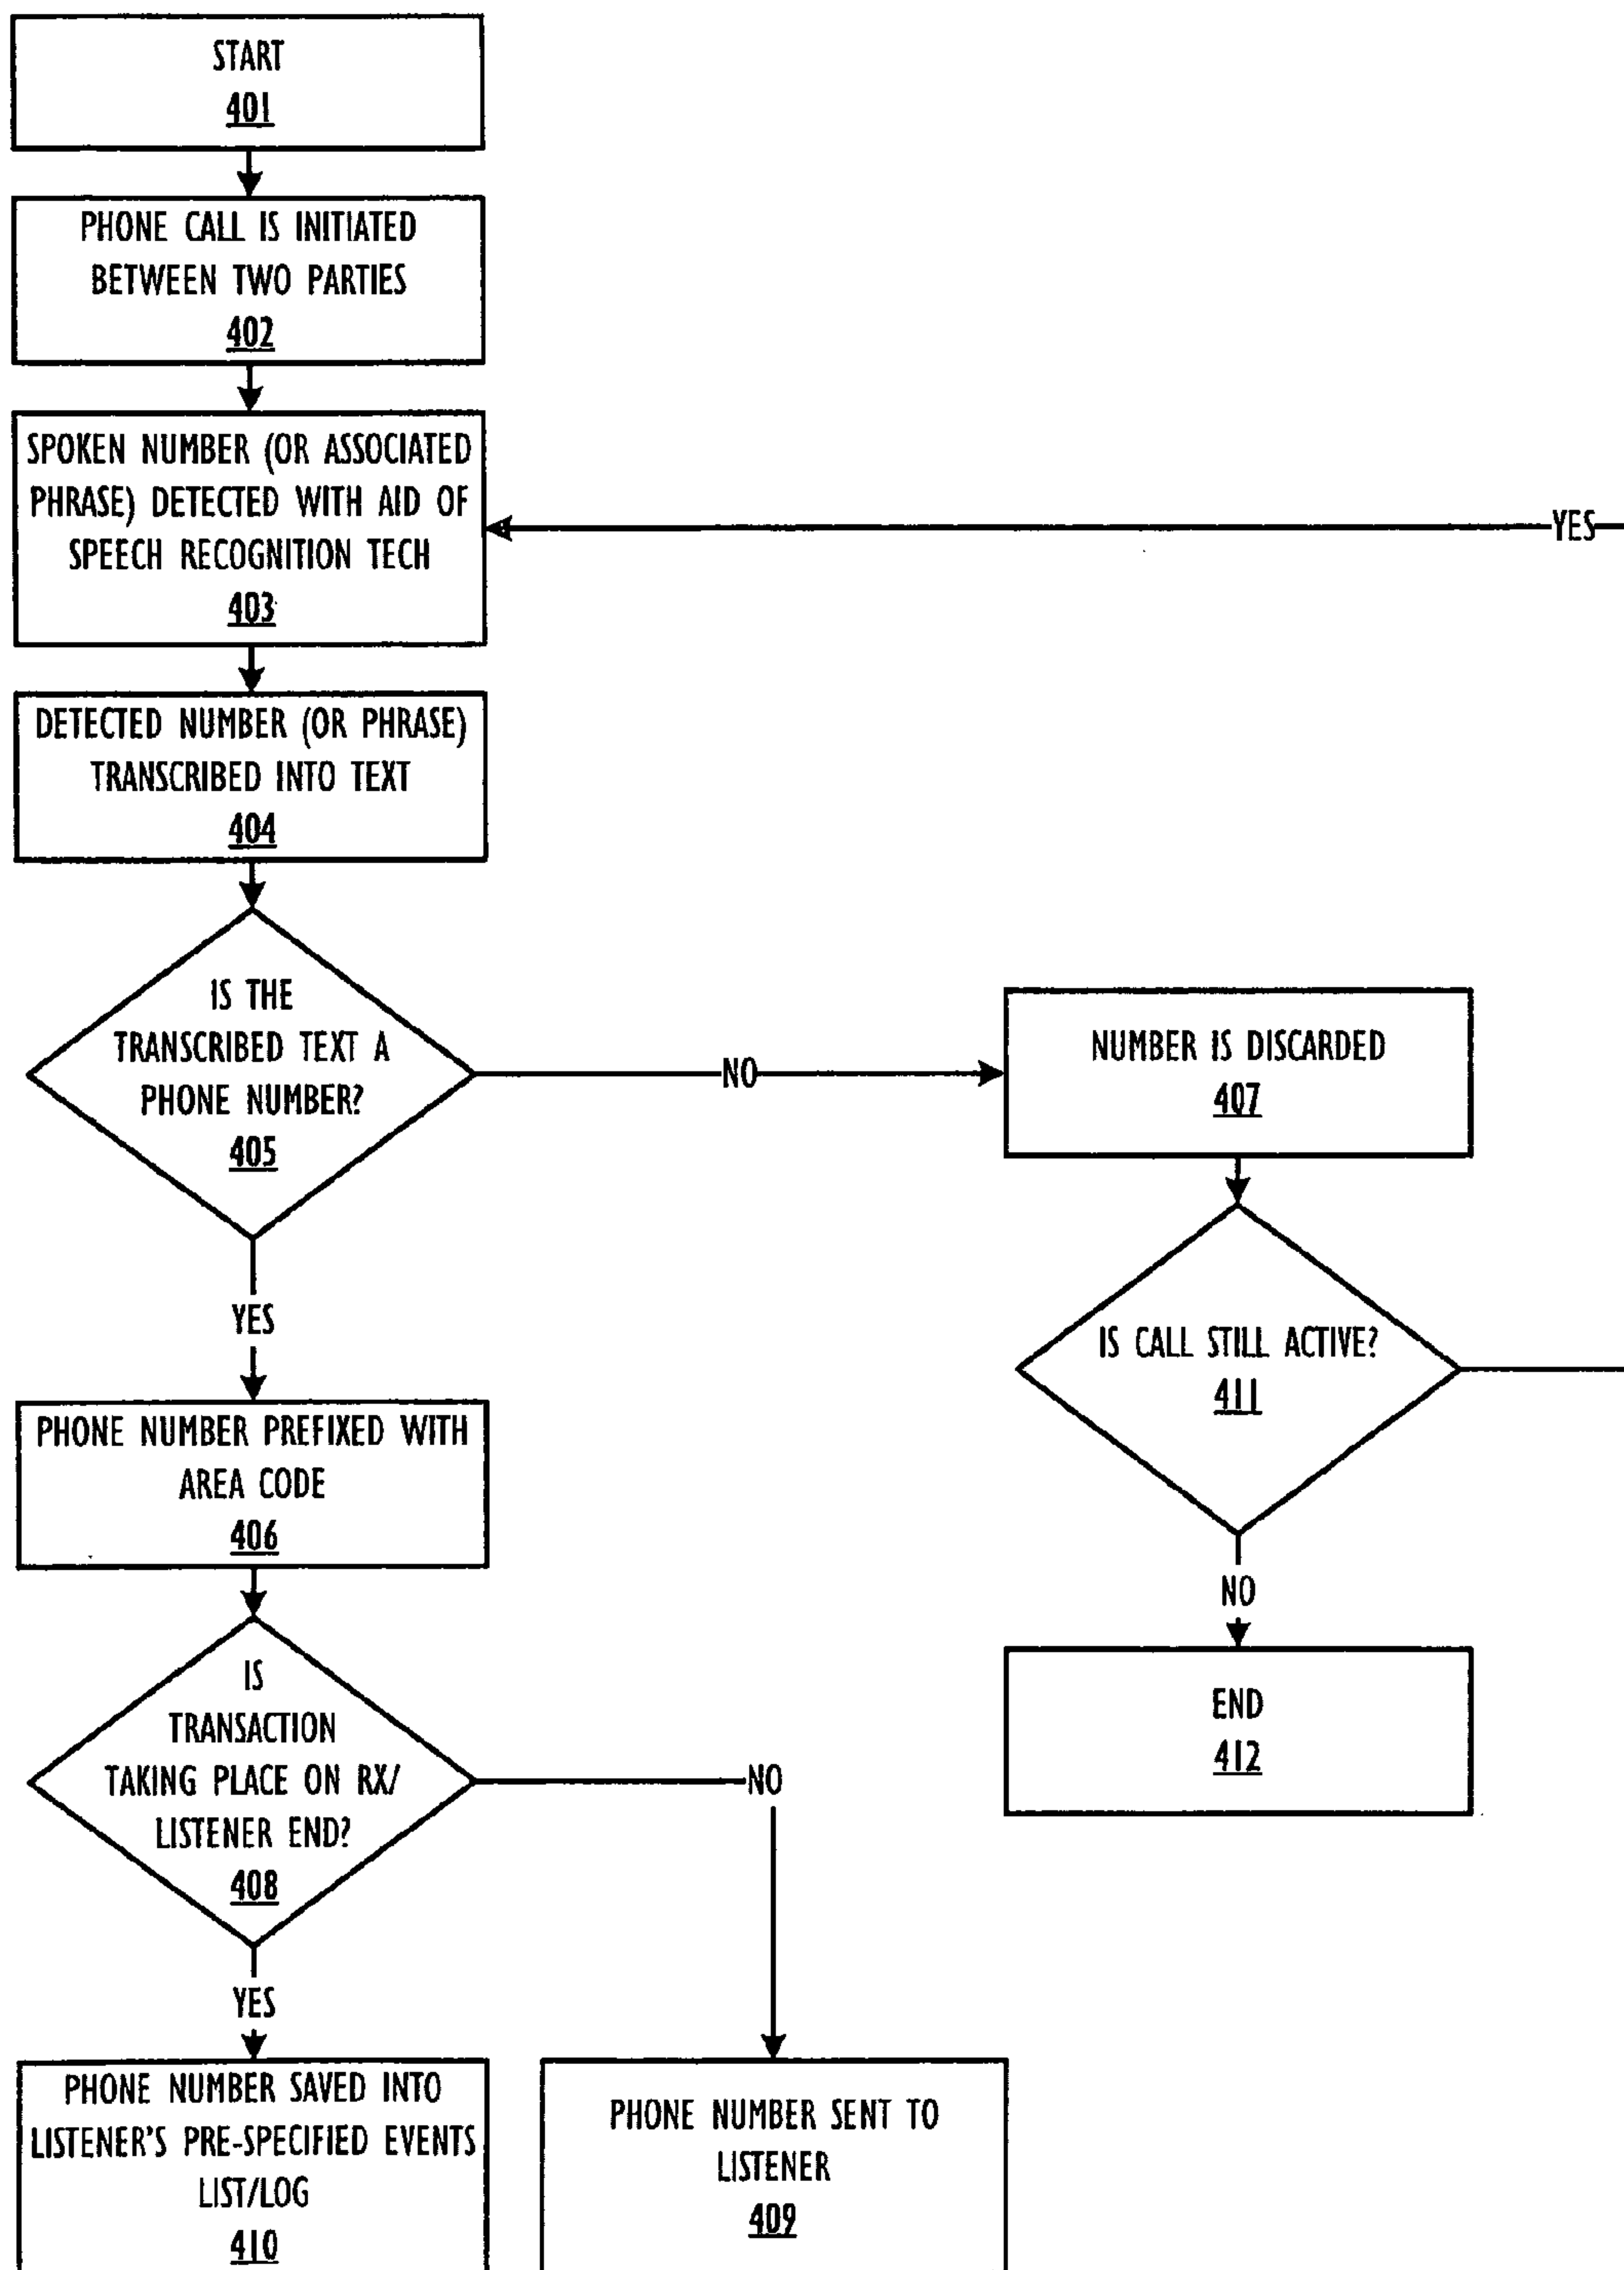 START
401
PHONE CALL IS INITIATED
BETWEEN TWO PARTIES
402
SPOKEN NUMBER (OR ASSOCIATED
PHRASE) DETECTED WITH AID OF
SPEECH RECOGNITION TECH
403
YES
DETECTED NUMBER (OR PHRASE)
TRANSCRIBED INTO TEXT
404
IS THE
TRANSCRIBED TEXT A
PHONE NUMBER?
405
NO
NUMBER IS DISCARDED
407
YES
IS CALL STILL ACTIVE?
411
PHONE NUMBER PREFIXED WITH
AREA CODE
406
NO
IS
TRANSACTION
TAKING PLACE ON RX/
LISTENER END?
408
NO
END
412
YES
PHONE NUMBER SAVED INTO
LISTENER'S PRE-SPECIFIED EVENTS
LIST/LOG
410
PHONE NUMBER SENT TO
LISTENER
409